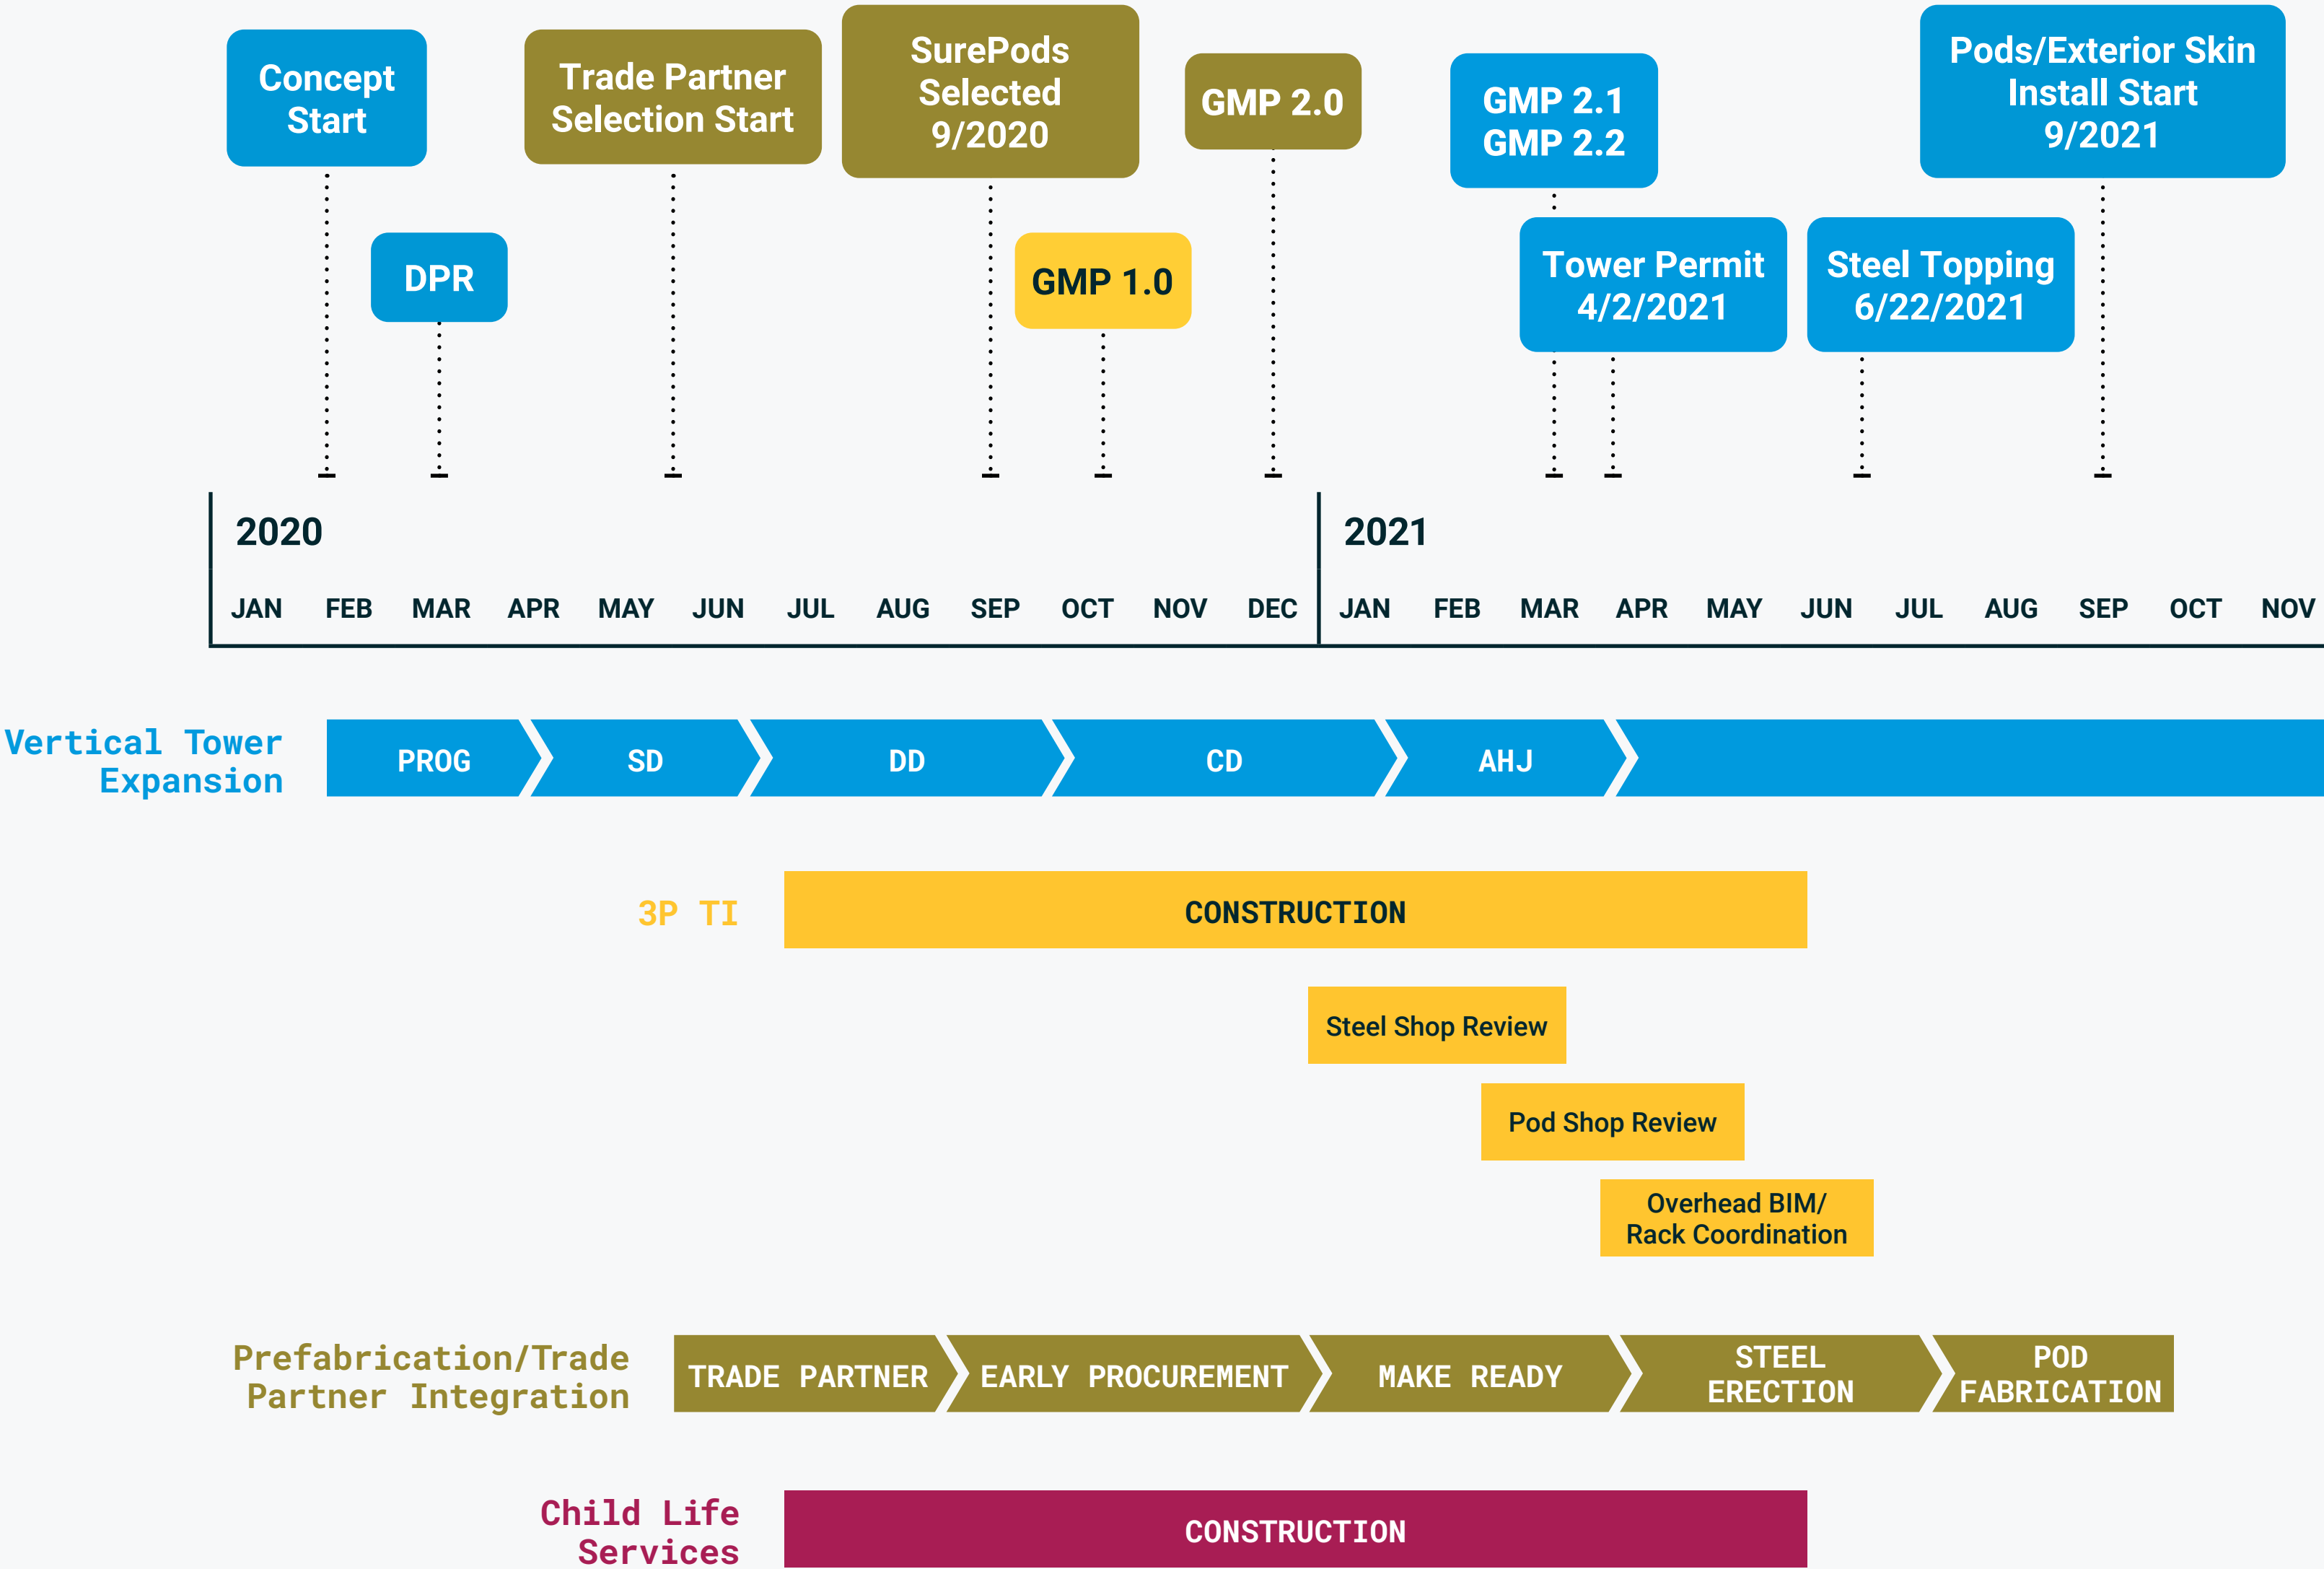 Concept
Start
Trade Partner
Selection Start
SurePods
Selected
9/2020
GMP 2.0
GMP 2.1
GMP 2.2
Pods/Exterior Skin
Install Start
9/2021
DPR
GMP 1.0
Tower Permit
4/2/2021
Steel Topping
6/22/2021
2020
2021
JAN FEB MAR APR MAY JUN JUL AUG SEP OCT NOV DEC JAN FEB MAR APR MAY JUN JUL AUG SEP OCT NOV
Vertical Tower
Expansion
PROG
SD
DD
CD
AHJ
3P TI
CONSTRUCTION
Steel Shop Review
Pod Shop Review
Overhead BIM/
Rack Coordination
Prefabrication/Trade
Partner Integration
TRADE PARTNER
EARLY PROCUREMENT
MAKE READY
STEEL
ERECTION
POD
FABRICATION
Child Life
Services
CONSTRUCTION